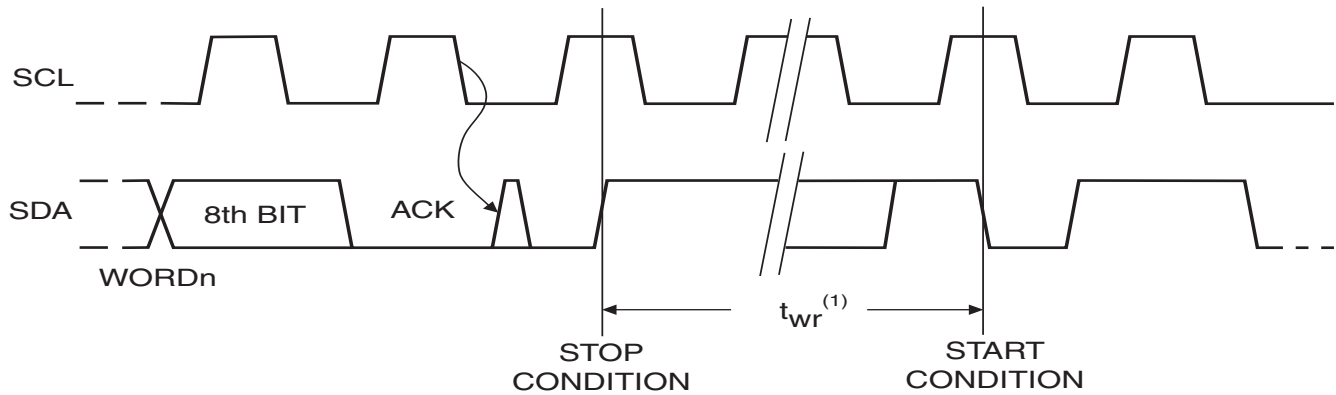 SCL
SDA
8th BIT
ACK
WORDn
twr(1)
STOP
CONDITION
START
CONDITION